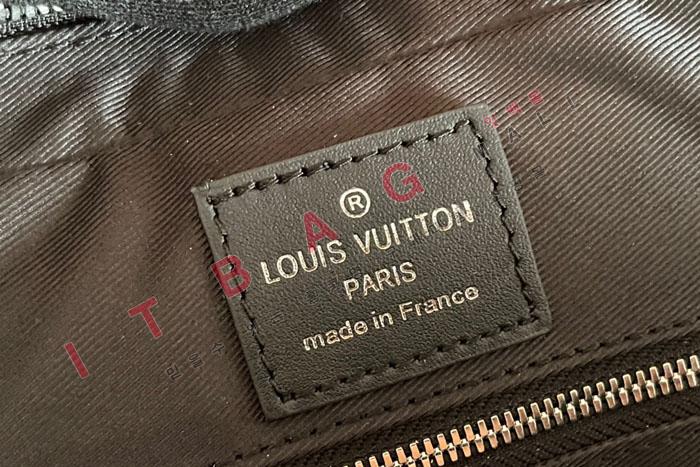 ®
LOUIS VUITTON
PARIS
made in France
ITBAG